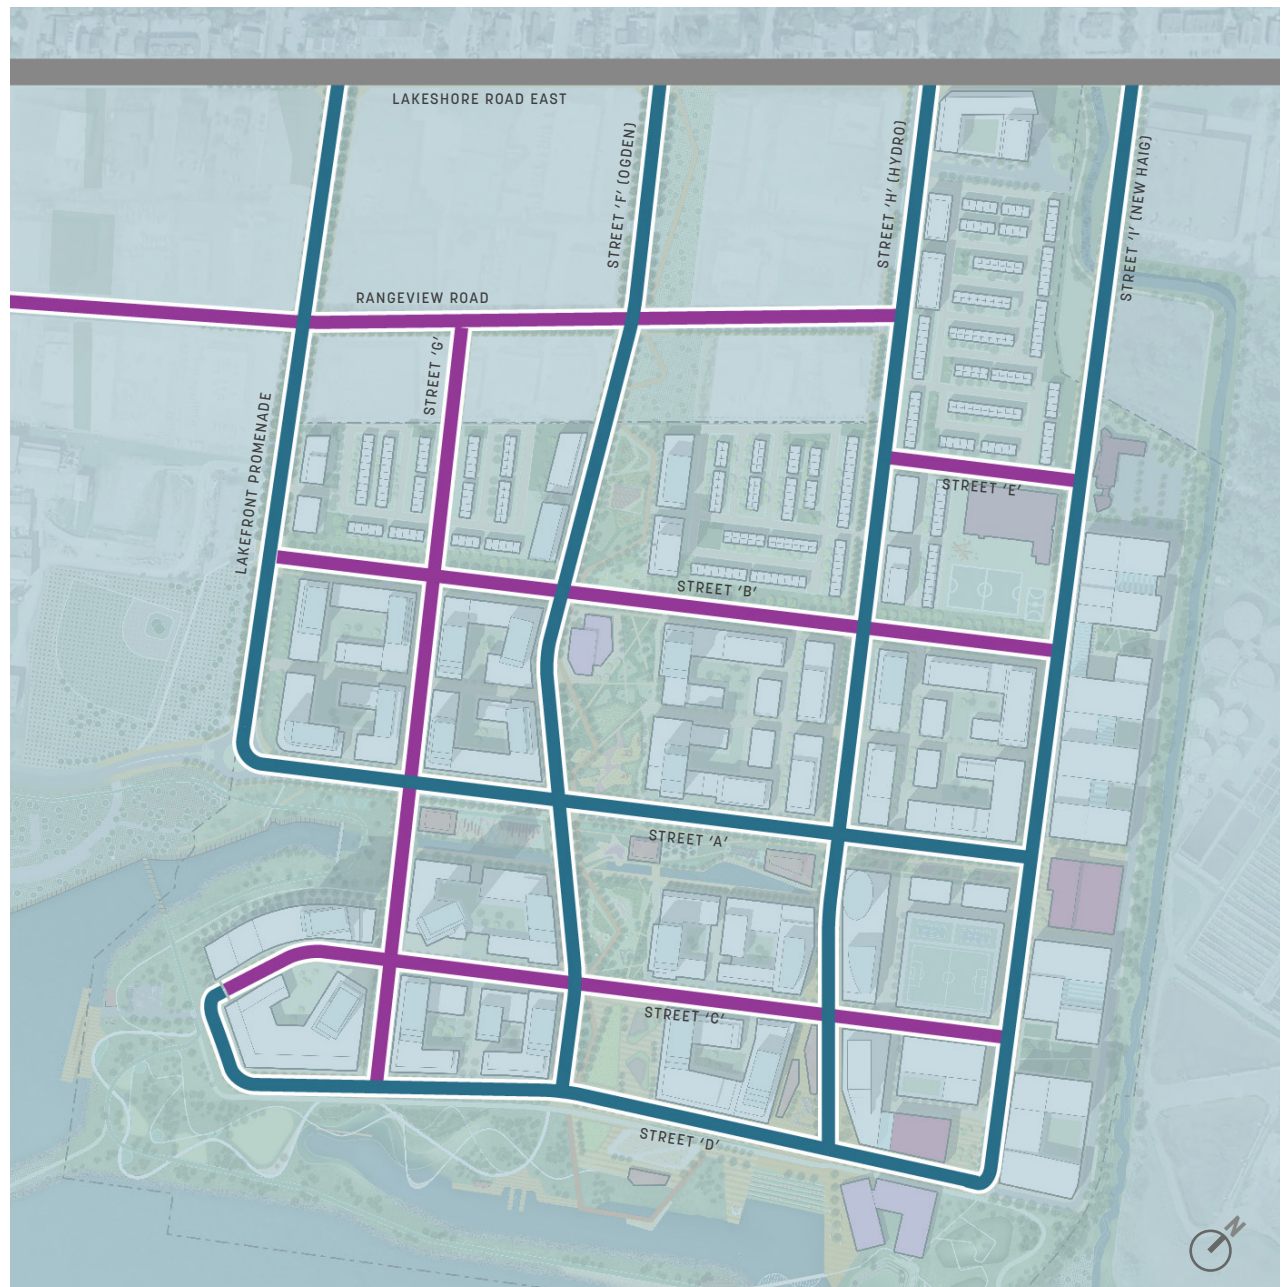 LAKESHORE ROAD EAST
STREET ‘F’ (OGDEN)
STREET ‘H’ (HYDRO)
STREET ‘I’ (NEW HAIG)
RANGEVIEW ROAD
STREET ‘G’
LAKEFRONT PROMENADE
STREET ‘E’
STREET ‘B’
STREET ‘A’
STREET ‘C’
STREET ‘D’
N